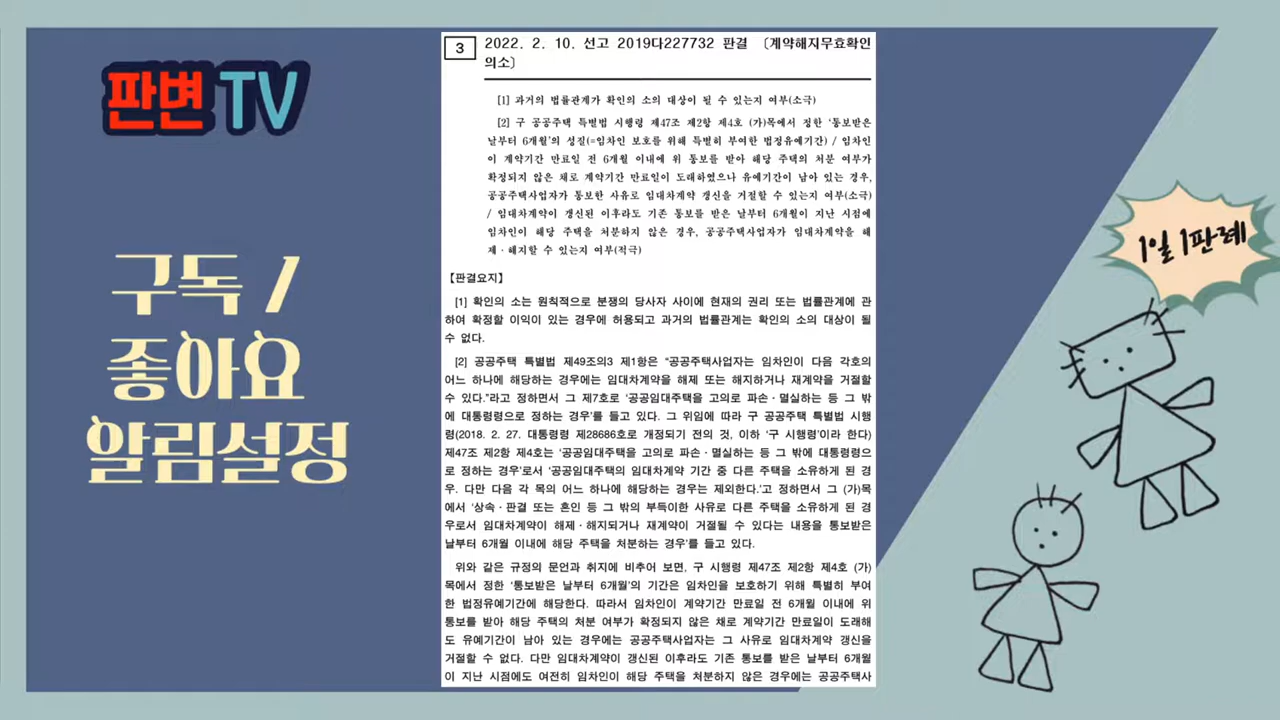 판변 TV
구독 /
좋아요
알림설정
3
2022. 2. 10. 선고 2019다227732 판결 〔계약해지무효확인
의소〕
[1] 과거의 법률관계가 확인의 소의 대상이 될 수 있는지 여부(소극)
[2] 구 공공주택 특별법 시행령 제47조 제2항 제4호 (가)목에서 정한 ‘통보받은
날부터 6개월’의 성질(=임차인 보호를 위해 특별히 부여한 법정유예기간) / 임차인
이 계약기간 만료일 전 6개월 이내에 위 통보를 받아 해당 주택의 처분 여부가
확정되지 않은 채로 계약기간 만료일이 도래하였으나 유예기간이 남아 있는 경우,
공공주택사업자가 통보한 사유로 임대차계약 갱신을 거절할 수 있는지 여부(소극)
/ 임대차계약이 갱신된 이후라도 기존 통보를 받은 날부터 6개월이 지난 시점에
임차인이 해당 주택을 처분하지 않은 경우, 공공주택사업자가 임대차계약을 해
제ㆍ해지할 수 있는지 여부(적극)
【판결요지】
[1] 확인의 소는 원칙적으로 분쟁의 당사자 사이에 현재의 권리 또는 법률관계에 관
하여 확정할 이익이 있는 경우에 허용되고 과거의 법률관계는 확인의 소의 대상이 될
수 없다.
[2] 공공주택 특별법 제49조의3 제1항은 “공공주택사업자는 임차인이 다음 각호의
어느 하나에 해당하는 경우에는 임대차계약을 해제 또는 해지하거나 재계약을 거절할
수 있다.”라고 정하면서 그 제7호로 ‘공공임대주택을 고의로 파손ㆍ멸실하는 등 그 밖
에 대통령령으로 정하는 경우’를 들고 있다. 그 위임에 따라 구 공공주택 특별법 시행
령(2018. 2. 27. 대통령령 제28686호로 개정되기 전의 것, 이하 ‘구 시행령’이라 한다)
제47조 제2항 제4호는 ‘공공임대주택을 고의로 파손ㆍ멸실하는 등 그 밖에 대통령령으
로 정하는 경우’로서 ‘공공임대주택의 임대차계약 기간 중 다른 주택을 소유하게 된 경
우. 다만 다음 각 목의 어느 하나에 해당하는 경우는 제외한다.’고 정하면서 그 (가)목
에서 ‘상속ㆍ판결 또는 혼인 등 그 밖의 부득이한 사유로 다른 주택을 소유하게 된 경
우로서 임대차계약이 해제ㆍ해지되거나 재계약이 거절될 수 있다는 내용을 통보받은
날부터 6개월 이내에 해당 주택을 처분하는 경우’를 들고 있다.
위와 같은 규정의 문언과 취지에 비추어 보면, 구 시행령 제47조 제2항 제4호 (가)
목에서 정한 ‘통보받은 날부터 6개월’의 기간은 임차인을 보호하기 위해 특별히 부여
한 법정유예기간에 해당한다. 따라서 임차인이 계약기간 만료일 전 6개월 이내에 위
통보를 받아 해당 주택의 처분 여부가 확정되지 않은 채로 계약기간 만료일이 도래해
도 유예기간이 남아 있는 경우에는 공공주택사업자는 그 사유로 임대차계약 갱신을
거절할 수 없다. 다만 임대차계약이 갱신된 이후라도 기존 통보를 받은 날부터 6개월
이 지난 시점에도 여전히 임차인이 해당 주택을 처분하지 않은 경우에는 공공주택사
1일 1판례